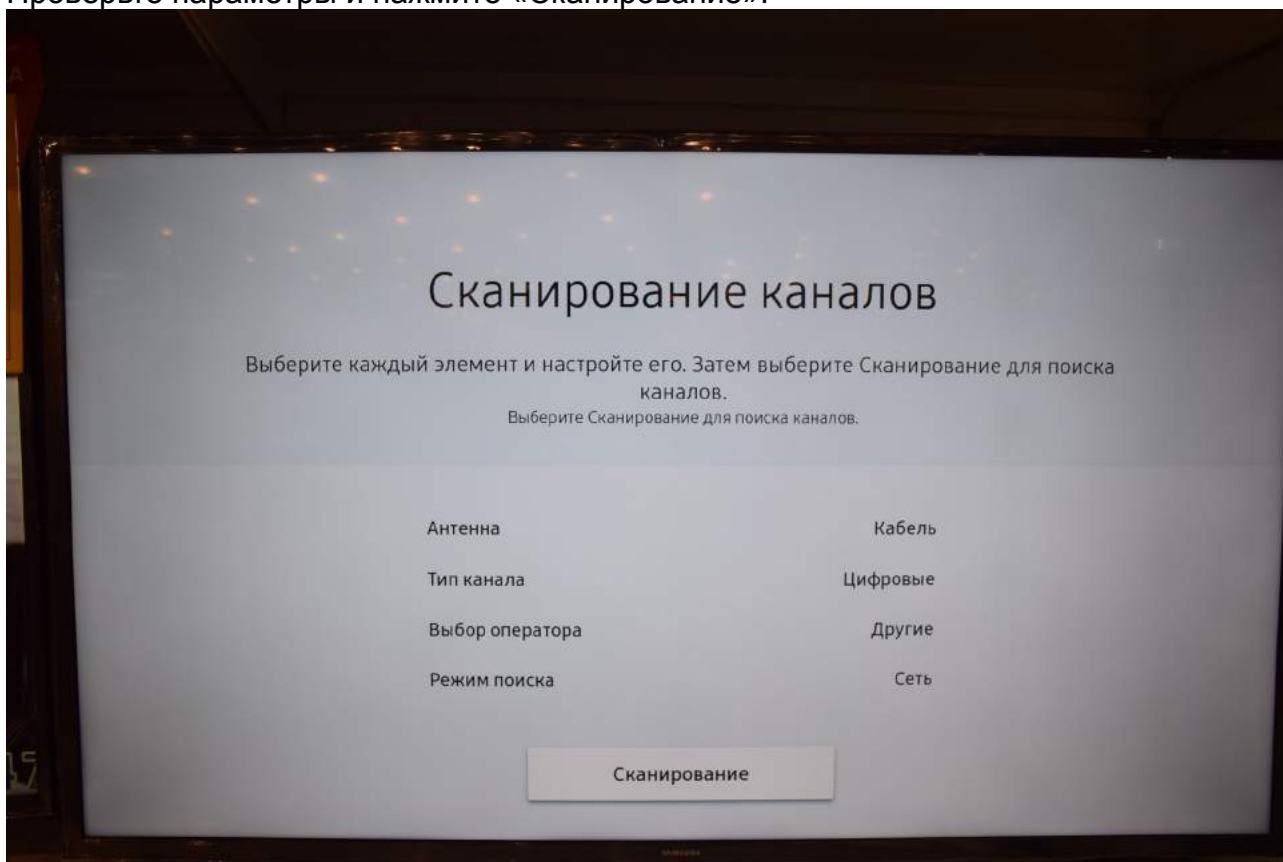 Проверьте параметры и нажмите «Сканирование».
Сканирование каналов
Выберите каждый элемент и настройте его. Затем выберите Сканирование для поиска
каналов.
Выберите Сканирование для поиска каналов.
Антенна Кабель
Тип канала Цифровые
Выбор оператора Другие
Режим поиска Сеть
Сканирование
SAMSUNG